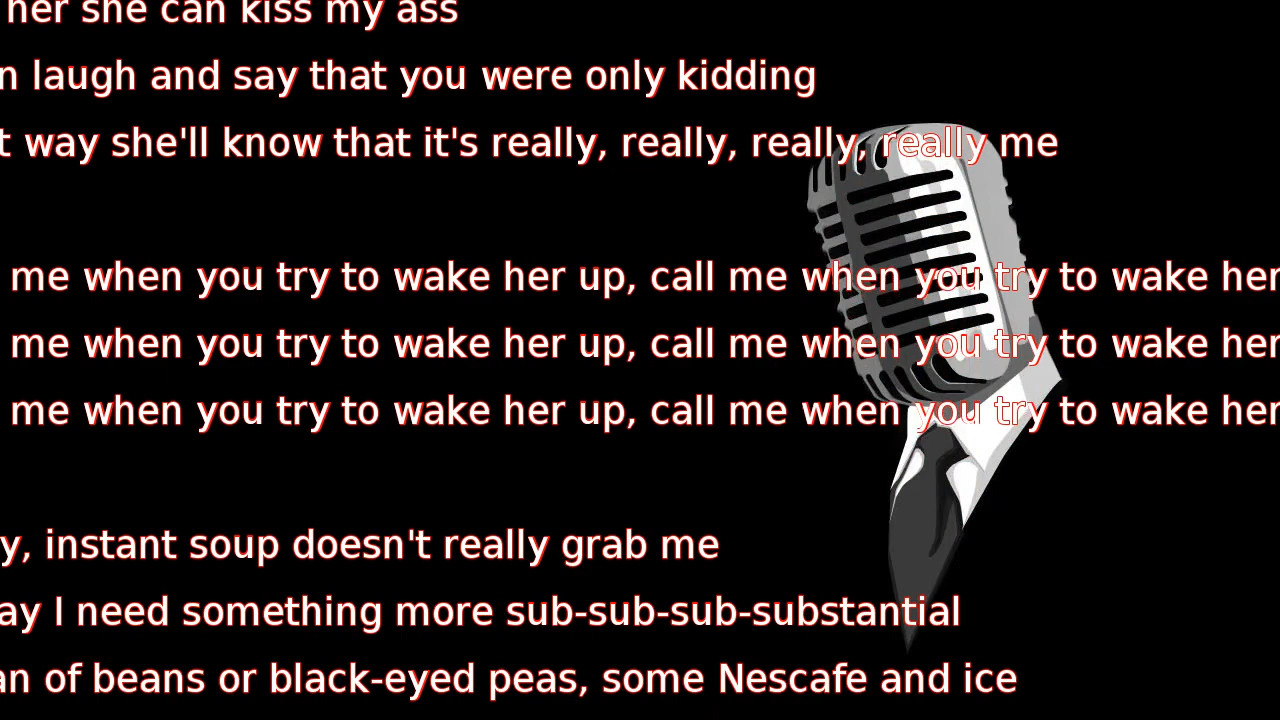 her she can kiss my ass
laugh and say that you were only kidding
way she'll know that it's really, really, really, really me
me when you try to wake her up, call me when you try to wake her
me when you try to wake her up, call me when you try to wake her
me when you try to wake her up, call me when you try to wake her
instant soup doesn't really grab me
I need something more sub-sub-sub-substantial
of beans or black-eyed peas, some Nescafe and ice